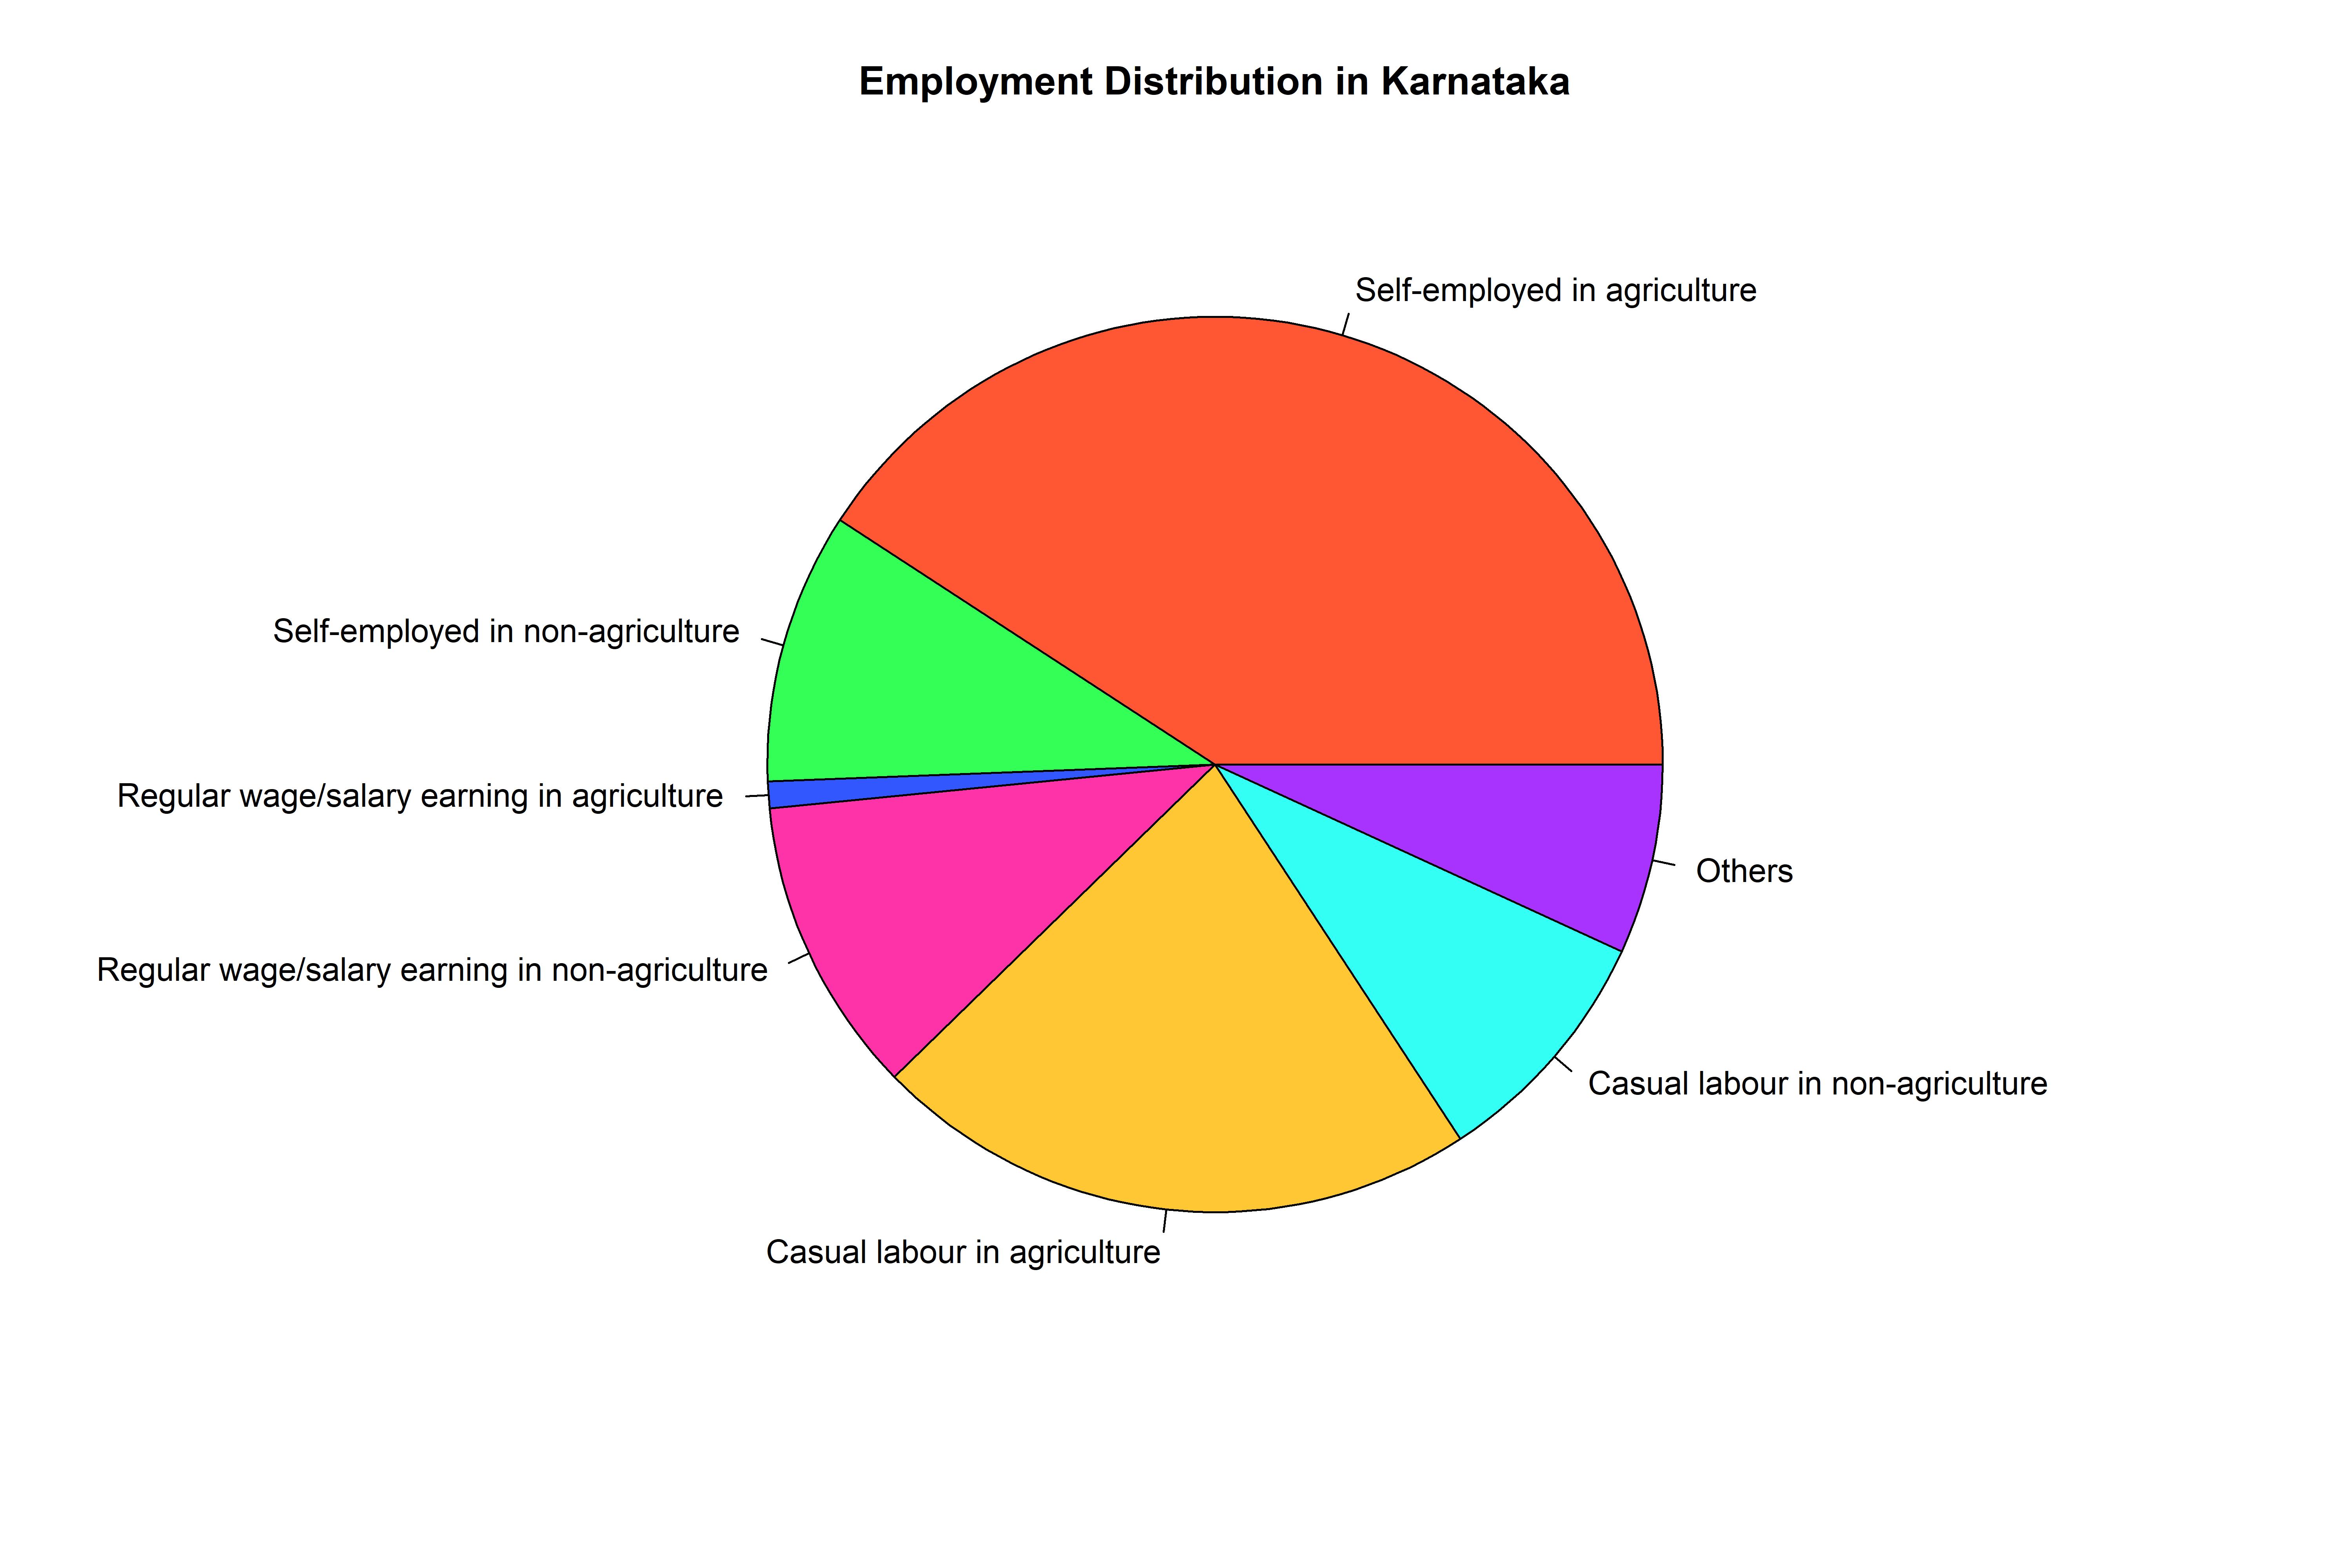 Employment Distribution in Karnataka
Self-employed in agriculture
Self-employed in non-agriculture
Regular wage/salary earning in agriculture
Others
Regular wage/salary earning in non-agriculture
Casual labour in non-agriculture
Casual labour in agriculture